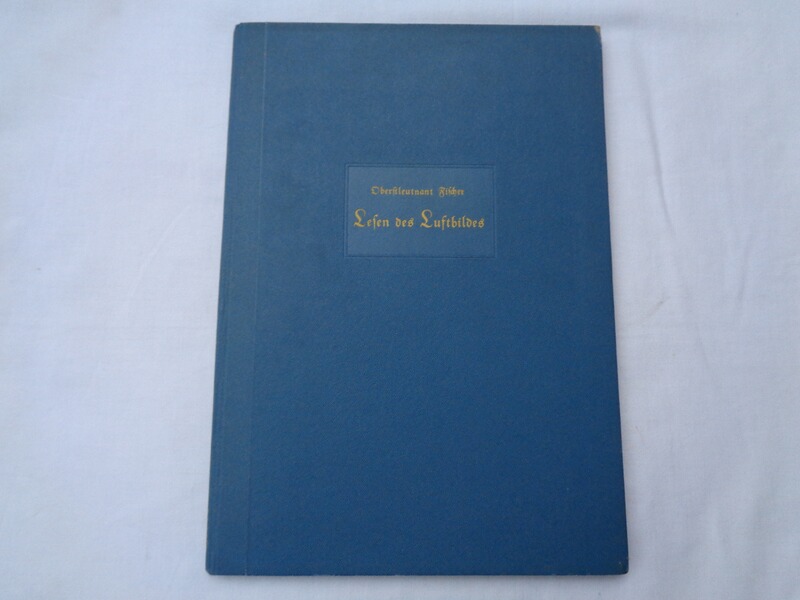 Oberstleutnant Fischer
Lesen des Luftbildes